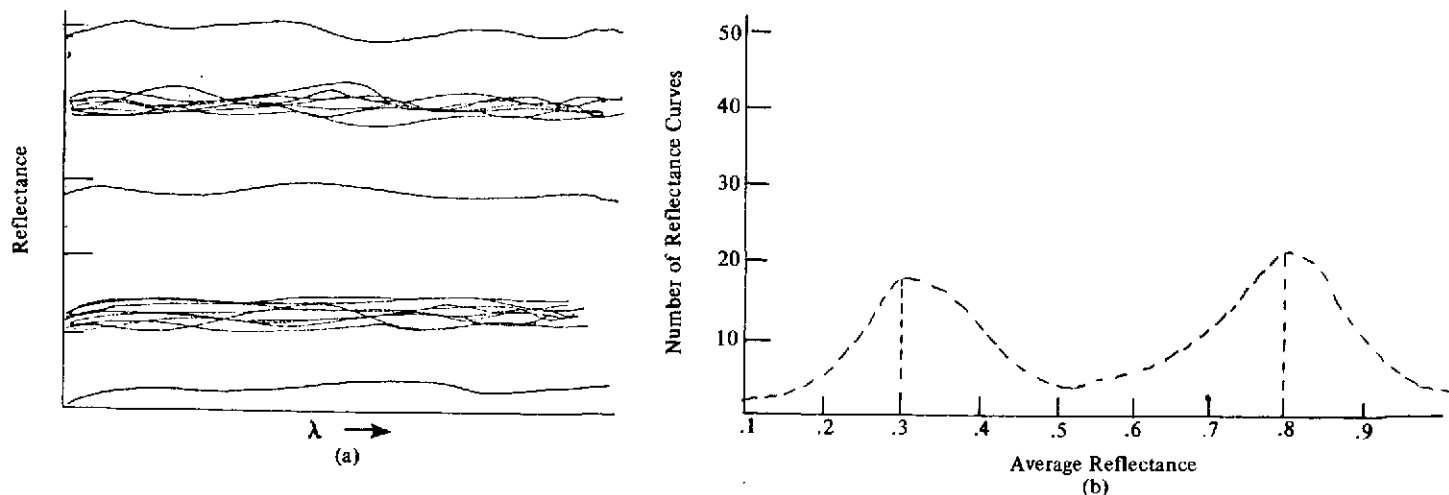 Reflectance
λ
(a)
Number of Reflectance Curves
50
40
30
20
10
.1 .2 .3 .4 .5 .6 .7 .8 .9
Average Reflectance
(b)